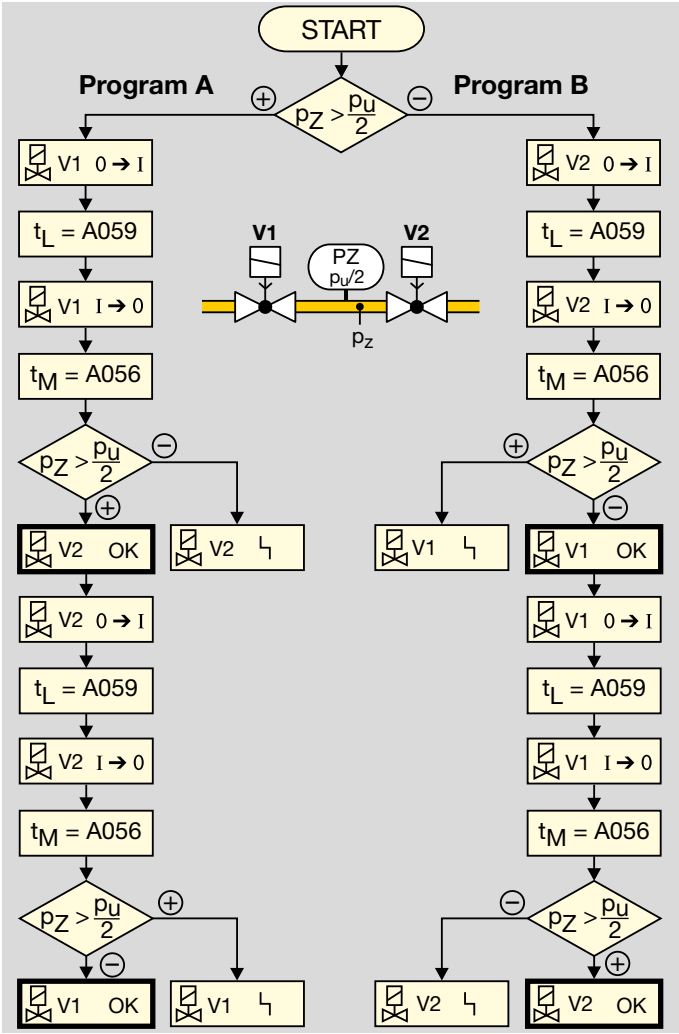 START
Program A
+
pZ > pu/2
−
Program B
V1 0 ➔ I
tL = A059
V1 I ➔ 0
tM = A056
pZ > pu/2
−
+
V2 OK
V2
V2 0 ➔ I
tL = A059
V2 I ➔ 0
tM = A056
pZ > pu/2
+
−
V1 OK
V1
V1
V2
PZ
pu/2
pZ
V2 0 ➔ I
tL = A059
V2 I ➔ 0
tM = A056
pZ > pu/2
+
−
V1
V1 OK
V1 0 ➔ I
tL = A059
V1 I ➔ 0
tM = A056
pZ > pu/2
−
+
V2
V2 OK